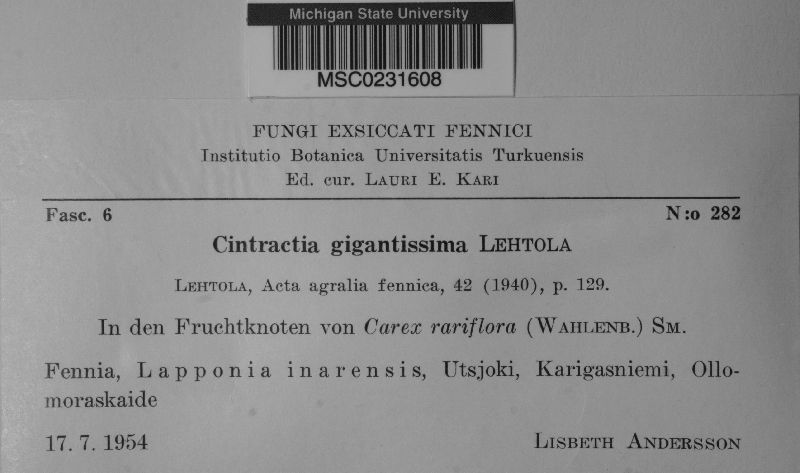 Michigan State University
MSC0231608
FUNGI EXSICCATI FENNICI
Institutio Botanica Universitatis Turkuensis
Ed. cur. LAURI E. KARI
Fasc. 6 N:o 282
Cintractia gigantissima LEHTOLA
LEHTOLA, Acta agralia fennica, 42 (1940), p. 129.
In den Fruchtknoten von Carex rariflora (WAHLENB.) SM.
Fennia, Lapponia inarensis, Utsjoki, Karigasniemi, Ollo-
moraskaide
17. 7. 1954 LISBETH ANDERSSON